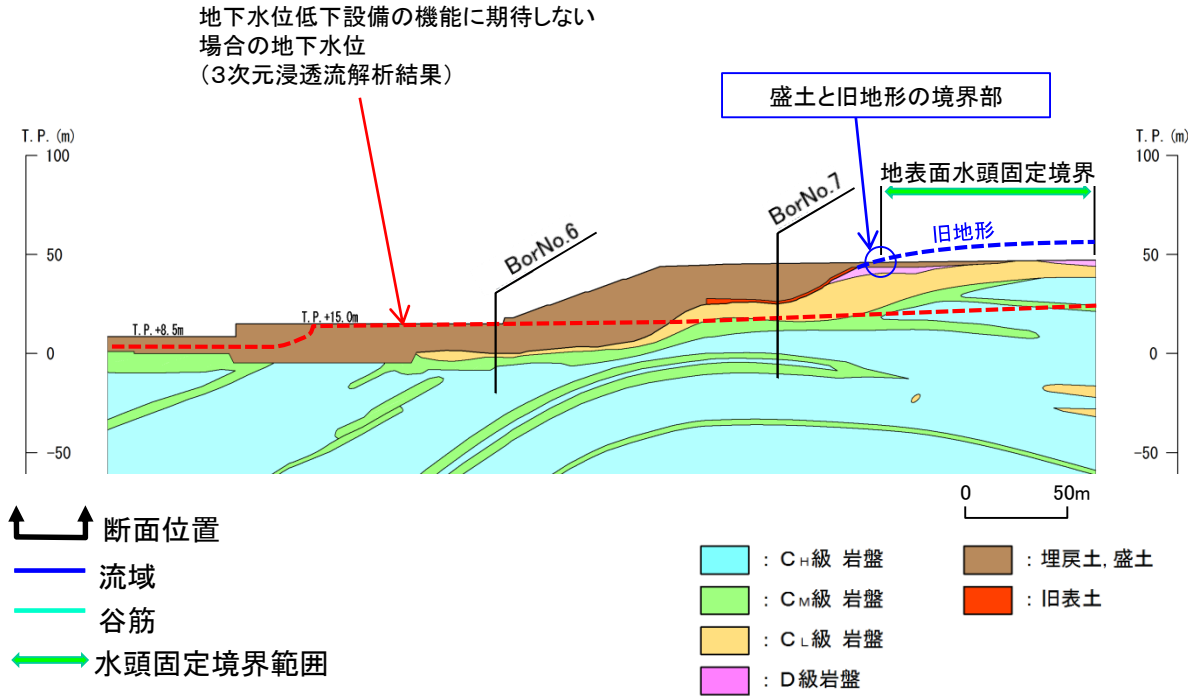 地下水位低下設備の機能に期待しない
場合の地下水位
（３次元浸透流解析結果）
盛土と旧地形の境界部
T.P.(m)
T.P.(m)
100
100
地表面水頭固定境界
BorNo.7
BorNo.6
旧地形
50
50
T.P.+8.5m
T.P.+15.0m
0
0
-50
-50
0
50m
断面位置
流域
谷筋
水頭固定境界範囲
：CH級 岩盤
：CM級 岩盤
：CL級 岩盤
：D級岩盤
：埋戻土,盛土
：旧表土